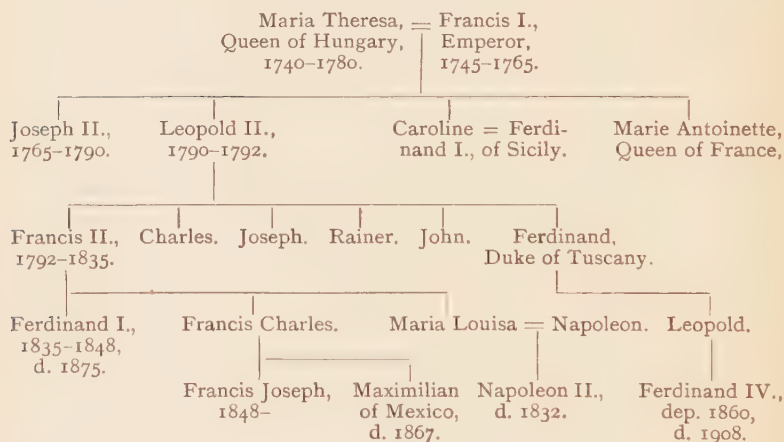 Maria Theresa, = Francis I.,
Queen of Hungary, Emperor,
1740–1780. 1745–1765.
Joseph II., Leopold II., Caroline = Ferdi- Marie Antoinette,
1765–1790. 1790–1792. nand I., of Sicily. Queen of France,
Francis II., Charles. Joseph. Rainer. John. Ferdinand,
1792–1835. Duke of Tuscany.
Ferdinand I., Francis Charles. Maria Louisa = Napoleon. Leopold.
1835–1848,
d. 1875.
Francis Joseph, Maximilian Napoleon II., Ferdinand IV.,
1848– of Mexico, d. 1832. dep. 1860,
d. 1867. d. 1908.